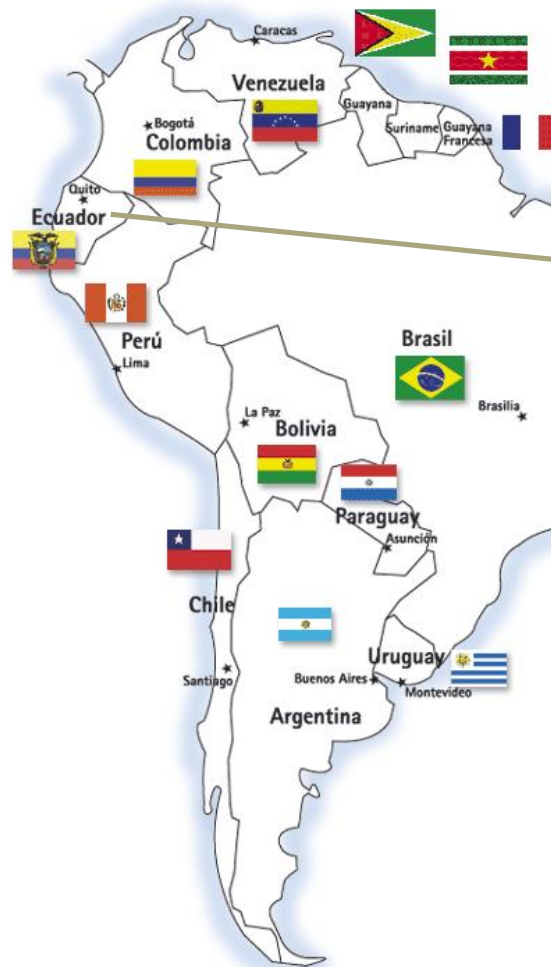 Caracas
Venezuela
Guayana
Suriname
Guayana
Francesa
Bogotá
Colombia
Quito
Ecuador
Perú
Lima
Brasil
Brasilia
La Paz
Bolivia
Paraguay
Asunción
Chile
Santiago
Uruguay
Buenos Aires
Montevideo
Argentina